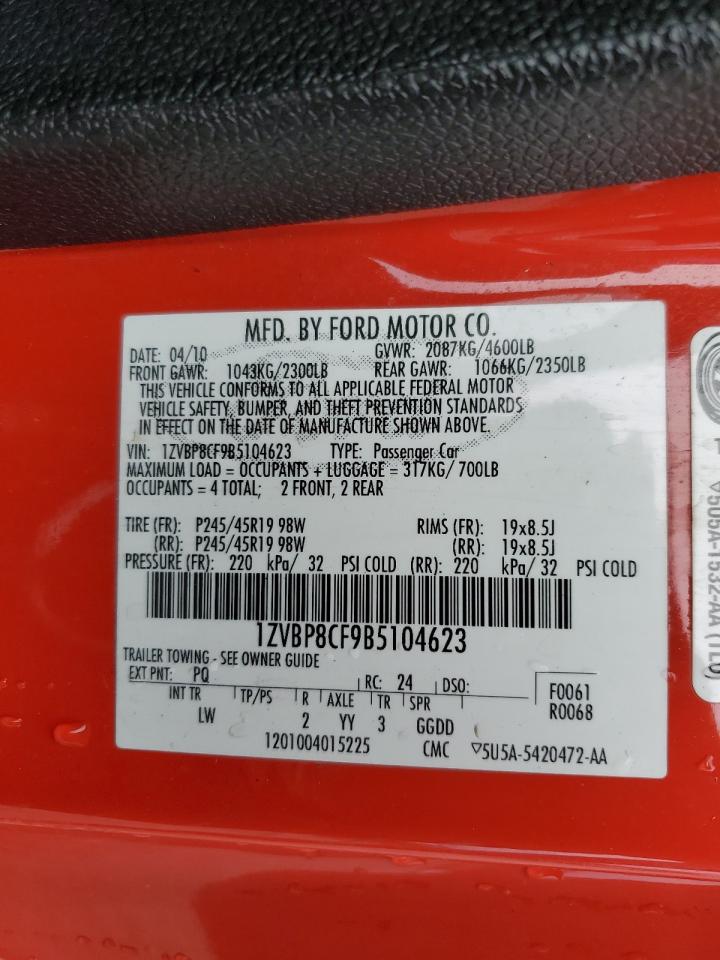 MFD. BY FORD MOTOR CO.
DATE: 04/10 GVWR: 2087KG/4600LB
FRONT GAWR: 1043KG/2300LB REAR GAWR: 1066KG/2350LB
THIS VEHICLE CONFORMS TO ALL APPLICABLE FEDERAL MOTOR
VEHICLE SAFETY, BUMPER, AND THEFT PREVENTION STANDARDS
IN EFFECT ON THE DATE OF MANUFACTURE SHOWN ABOVE.
VIN: 1ZVBP8CF9B5104623 TYPE: Passenger Car
MAXIMUM LOAD = OCCUPANTS + LUGGAGE = 317KG/ 700LB
OCCUPANTS = 4 TOTAL; 2 FRONT, 2 REAR
TIRE (FR): P245/45R19 98W RIMS (FR): 19x8.5J
(RR): P245/45R19 98W (RR): 19x8.5J
PRESSURE (FR): 220 kPa/ 32 PSI COLD (RR): 220 kPa/ 32 PSI COLD
1ZVBP8CF9B5104623
TRAILER TOWING - SEE OWNER GUIDE
EXT PNT: PQ RC: 24 DSO: F0061
INT TR TP/PS R AXLE TR SPR R0068
LW 2 YY 3 GGDD
1201004015225 CMC ▽5U5A-5420472-AA